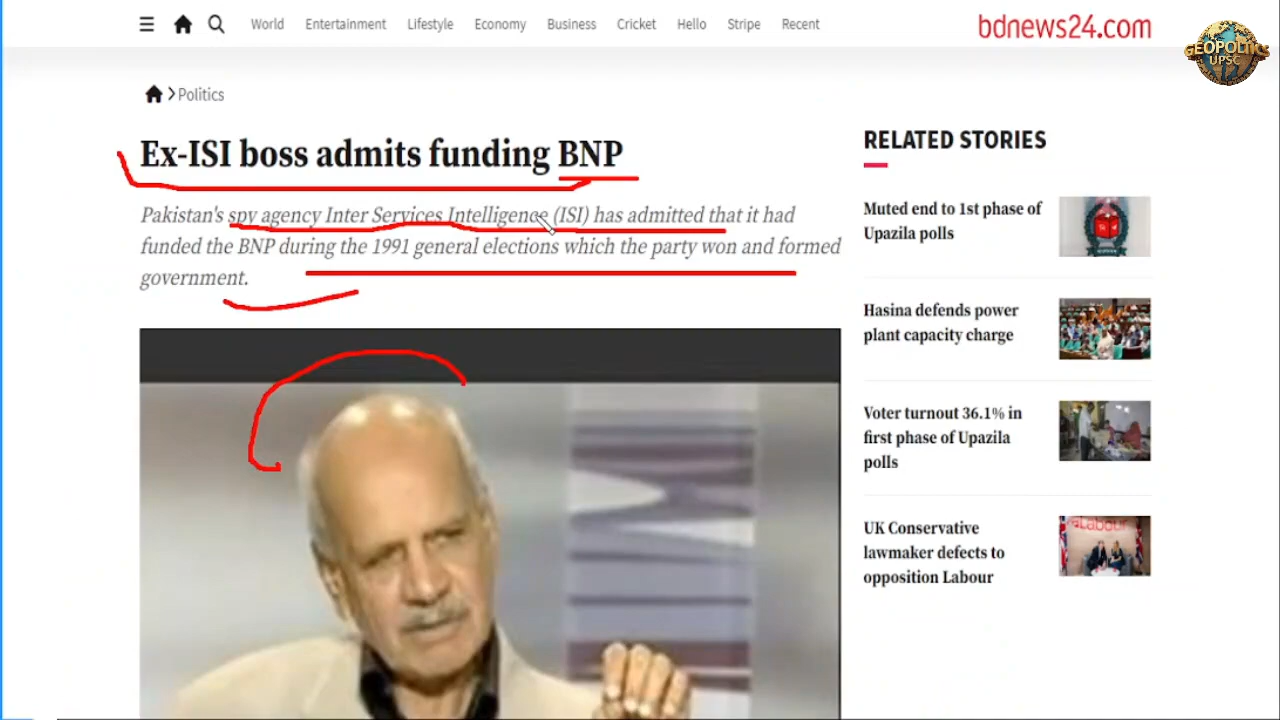 World Entertainment Lifestyle Economy Business Cricket Hello Stripe Recent
bdnews24.com
GEOPOLITICS
UPSC
Politics
Ex-ISI boss admits funding BNP
Pakistan's spy agency Inter Services Intelligence (ISI) has admitted that it had
funded the BNP during the 1991 general elections which the party won and formed
government.
RELATED STORIES
Muted end to 1st phase of
Upazila polls
Hasina defends power
plant capacity charge
Voter turnout 36.1% in
first phase of Upazila
polls
UK Conservative
lawmaker defects to
opposition Labour
Labour